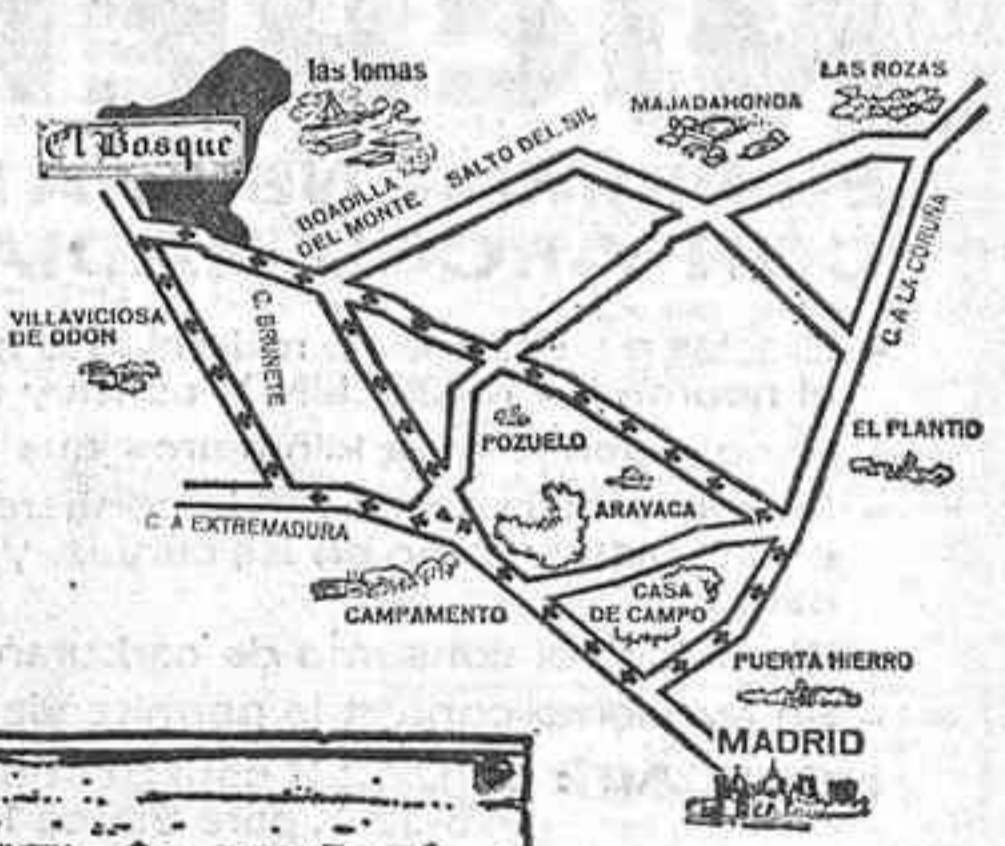 las lomas
LAS ROZAS
MAJADAHONDA
El Bosque
SALTO DEL SIL
BOADILLA
DEL MONTE
C. A LA CORUÑA
VILLAVICIOSA
DE ODON
C. BRUNETE
EL PLANTIO
POZUELO
ARAVACA
C. A EXTREMADURA
CASA
DE CAMPO
CAMPAMENTO
PUERTA HIERRO
MADRID